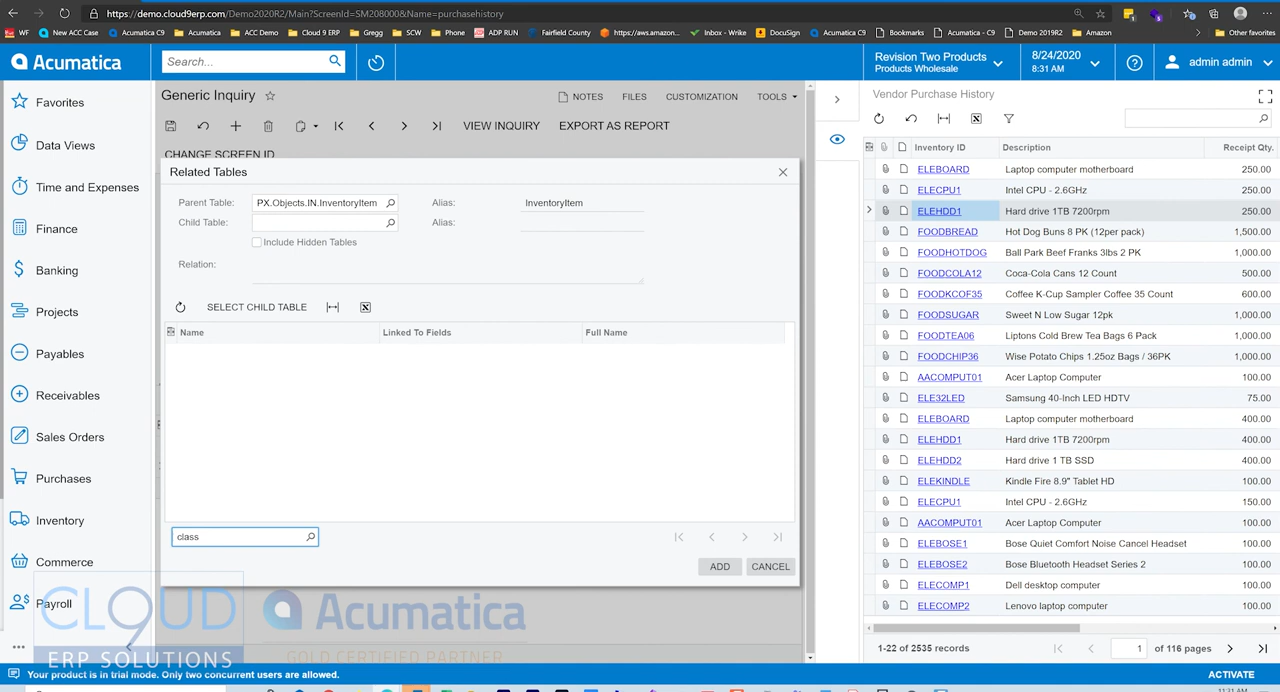 https://demo.cloud9erp.com/Demo2020R2/Main?ScreenId=SM208000&Name=purchasehistory
WF New ACC Case Acumatica C9 Acumatica ACC Demo Cloud 9 ERP Gregg SCW Phone ADP RUN Fairfield County https://aws.amazon... Inbox - Wrike DocuSign Acumatica C9 Bookmarks Acumatica - C9 Demo 2019R2 Amazon Other favorites
Acumatica
Search...
Revision Two Products
Products Wholesale
8/24/2020
8:31 AM
admin admin
Favorites
Data Views
Time and Expenses
Finance
Banking
Projects
Payables
Receivables
Sales Orders
Purchases
Inventory
Commerce
Payroll
Generic Inquiry
NOTES FILES CUSTOMIZATION TOOLS
VIEW INQUIRY EXPORT AS REPORT
CHANGE SCREEN ID
Related Tables
Parent Table: PX.Objects.IN.InventoryItem Alias: InventoryItem
Child Table: Alias:
Include Hidden Tables
Relation:
SELECT CHILD TABLE
Name Linked To Fields Full Name
class
ADD CANCEL
Vendor Purchase History
Inventory ID Description Receipt Qty.
ELEBOARD Laptop computer motherboard 250.00
ELECPU1 Intel CPU - 2.6GHz 250.00
ELEHDD1 Hard drive 1TB 7200rpm 250.00
FOODBREAD Hot Dog Buns 8 PK (12per pack) 1,500.00
FOODHOTDOG Ball Park Beef Franks 3lbs 2 PK 1,000.00
FOODCOLA12 Coca-Cola Cans 12 Count 500.00
FOODKCOF35 Coffee K-Cup Sampler Coffee 35 Count 600.00
FOODSUGAR Sweet N Low Sugar 12pk 1,000.00
FOODTEA06 Liptons Cold Brew Tea Bags 6 Pack 1,000.00
FOODCHIP36 Wise Potato Chips 1.25oz Bags / 36PK 1,000.00
AACOMPUT01 Acer Laptop Computer 100.00
ELE32LED Samsung 40-Inch LED HDTV 75.00
ELEBOARD Laptop computer motherboard 400.00
ELEHDD1 Hard drive 1TB 7200rpm 400.00
ELEHDD2 Hard drive 1 TB SSD 400.00
ELEKINDLE Kindle Fire 8.9" Tablet HD 100.00
ELECPU1 Intel CPU - 2.6GHz 150.00
AACOMPUT01 Acer Laptop Computer 100.00
ELEBOSE1 Bose Quiet Comfort Noise Cancel Headset 100.00
ELEBOSE2 Bose Bluetooth Headset Series 2 100.00
ELECOMP1 Dell desktop computer 100.00
ELECOMP2 Lenovo laptop computer 100.00
1-22 of 2535 records 1 of 116 pages
CLOUD 9
ERP SOLUTIONS
Acumatica
GOLD CERTIFIED PARTNER
Your product is in trial mode. Only two concurrent users are allowed. ACTIVATE